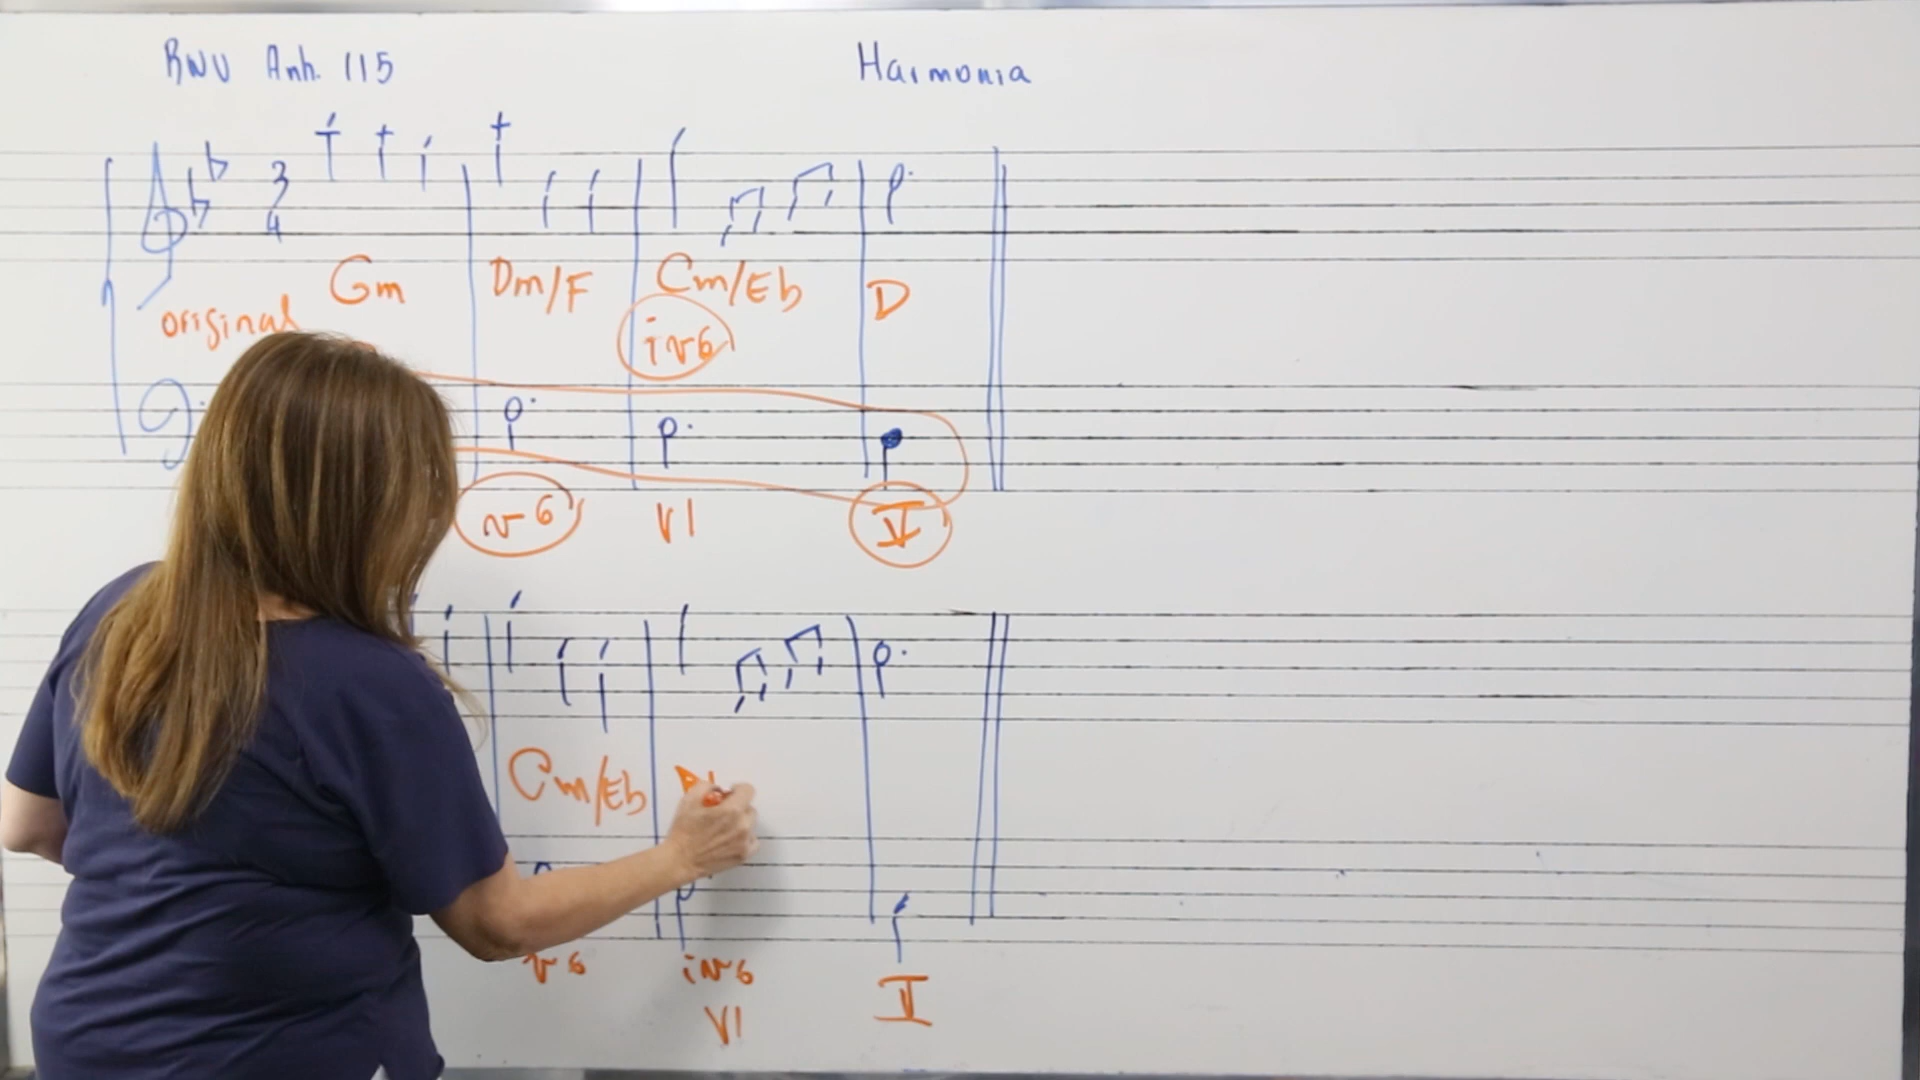 BWV Anh. 115 Harmonia
3
4
Gm Dm/F Cm/Eb D
original
iv6
v6 VI V
Cm/Eb
v6 iv6 V
VI